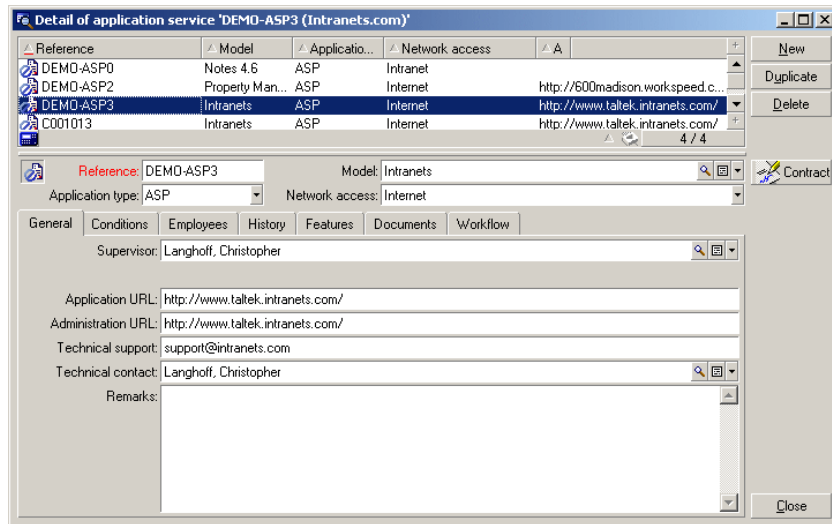 Detail of application service 'DEMO-ASP3 (Intranets.com)'
Reference Model Applicatio... Network access A
DEMO-ASP0 Notes 4.6 ASP Intranet
DEMO-ASP2 Property Man... ASP Internet http://600madison.workspeed.c...
DEMO-ASP3 Intranets ASP Internet http://www.taltek.intranets.com/
C001013 Intranets ASP Internet http://www.taltek.intranets.com/
4 / 4
New
Duplicate
Delete
Reference: DEMO-ASP3 Model: Intranets
Contract
Application type: ASP Network access: Internet
General Conditions Employees History Features Documents Workflow
Supervisor: Langhoff, Christopher
Application URL: http://www.taltek.intranets.com/
Administration URL: http://www.taltek.intranets.com/
Technical support: support@intranets.com
Technical contact: Langhoff, Christopher
Remarks:
Close